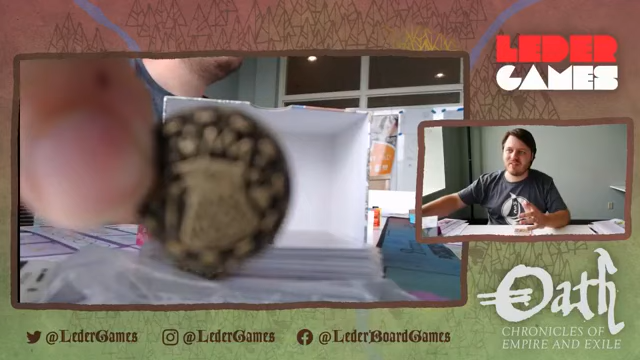 LEDER
GAMES
Oath
CHRONICLES OF
EMPIRE AND EXILE
@LederGames
@LederGames
@LederBoardGames